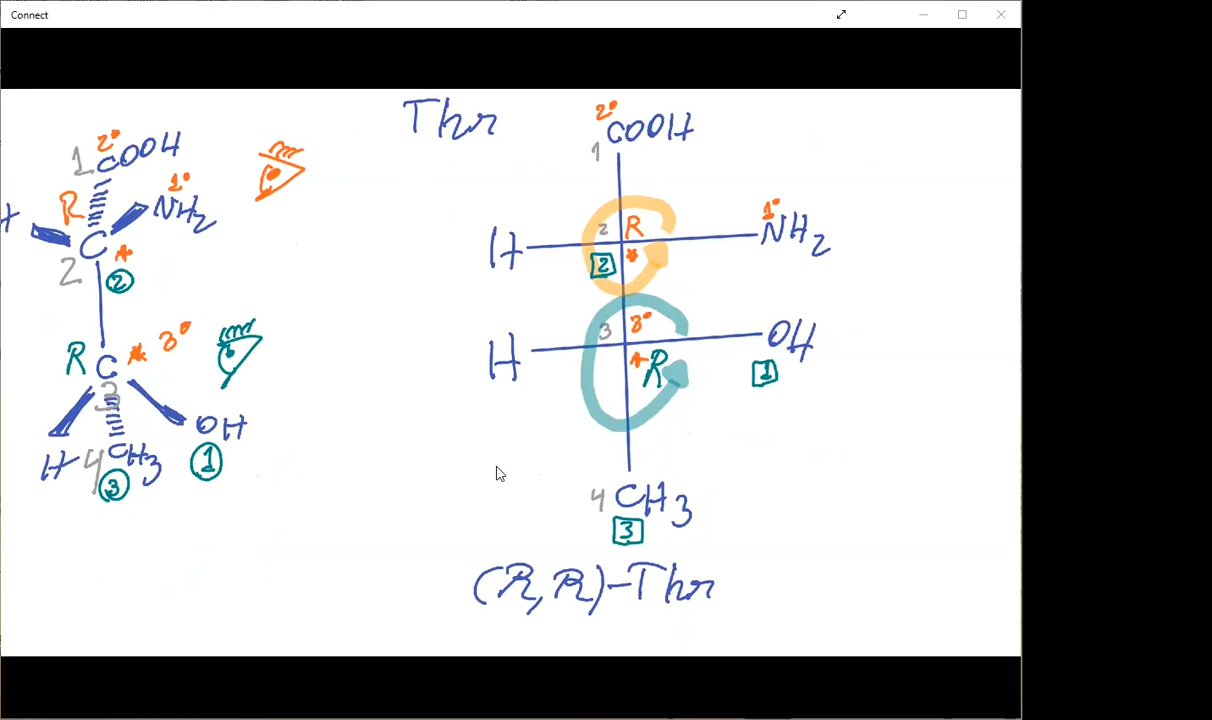 Connect
Thr
1 2° COOH
R 1° NH2
H C *
2 2
R C * 3°
3
H 4 CH3 OH
3 1
2° COOH
1
2 R 1°
H NH2
2 *
3 3°
H OH
* R 1
4 CH3
3
(R,R)-Thr